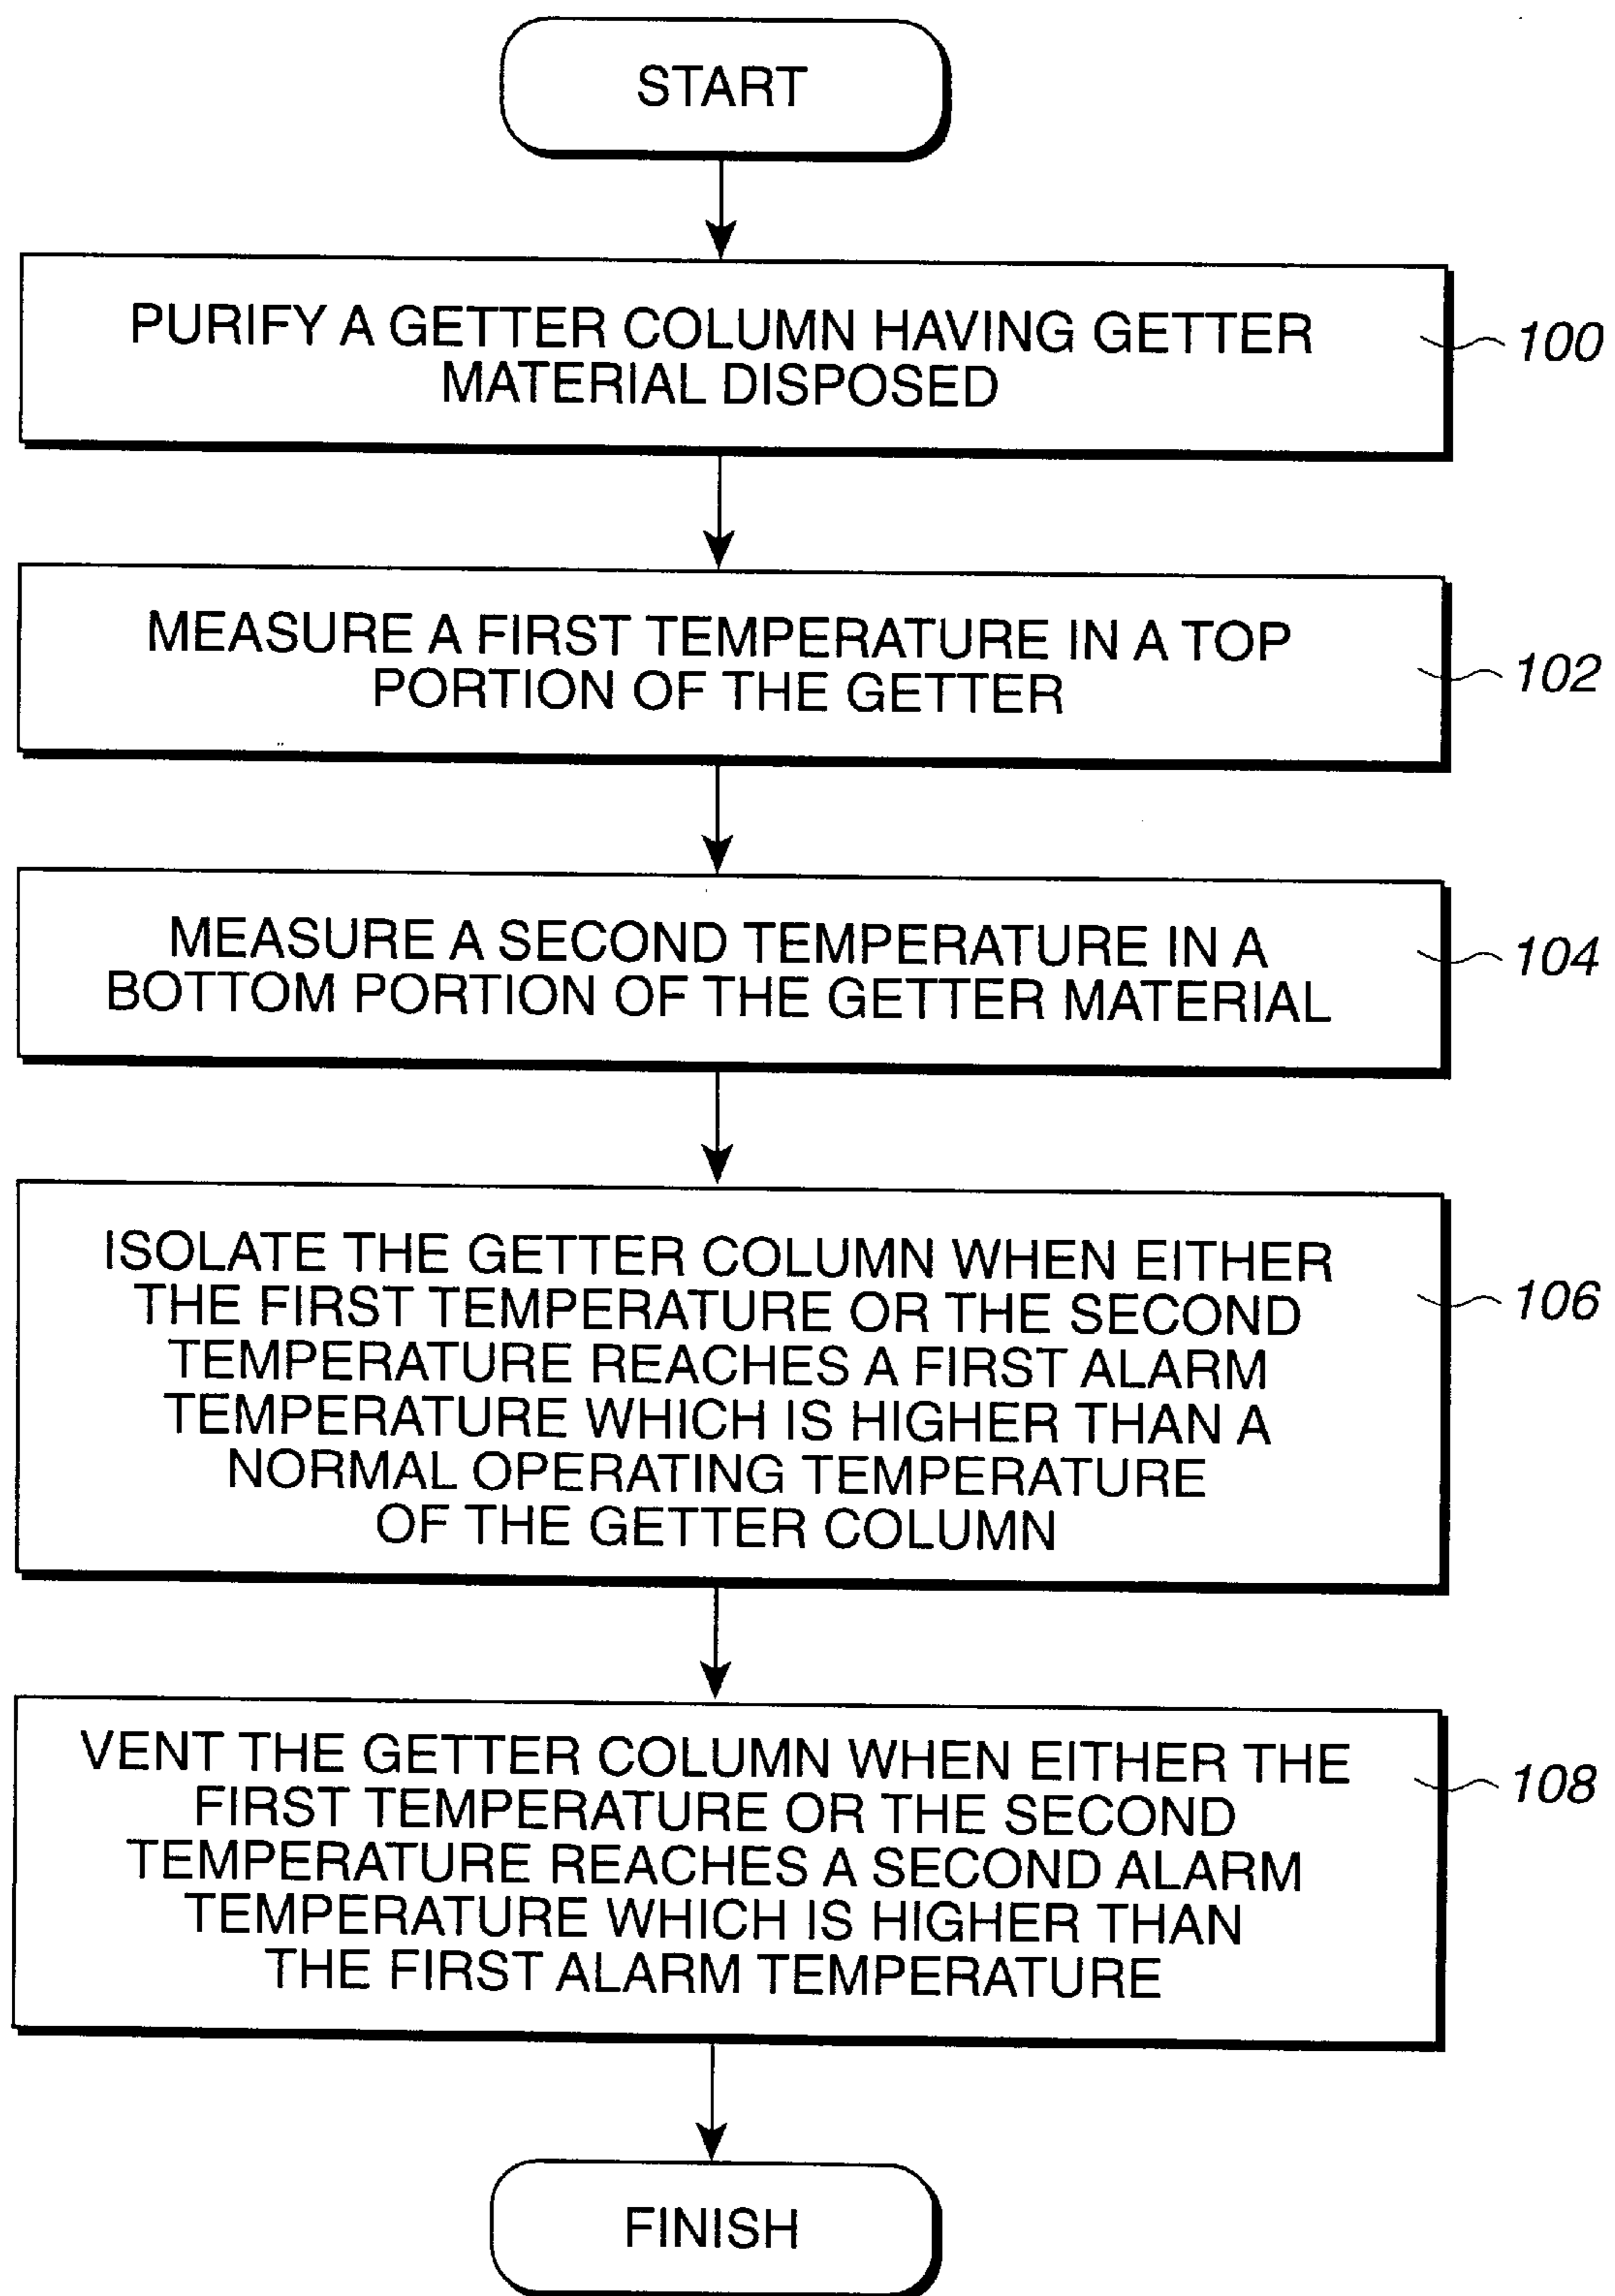 START
PURIFY A GETTER COLUMN HAVING GETTER
MATERIAL DISPOSED
100
MEASURE A FIRST TEMPERATURE IN A TOP
PORTION OF THE GETTER
102
MEASURE A SECOND TEMPERATURE IN A
BOTTOM PORTION OF THE GETTER MATERIAL
104
ISOLATE THE GETTER COLUMN WHEN EITHER
THE FIRST TEMPERATURE OR THE SECOND
TEMPERATURE REACHES A FIRST ALARM
TEMPERATURE WHICH IS HIGHER THAN A
NORMAL OPERATING TEMPERATURE
OF THE GETTER COLUMN
106
VENT THE GETTER COLUMN WHEN EITHER THE
FIRST TEMPERATURE OR THE SECOND
TEMPERATURE REACHES A SECOND ALARM
TEMPERATURE WHICH IS HIGHER THAN
THE FIRST ALARM TEMPERATURE
108
FINISH